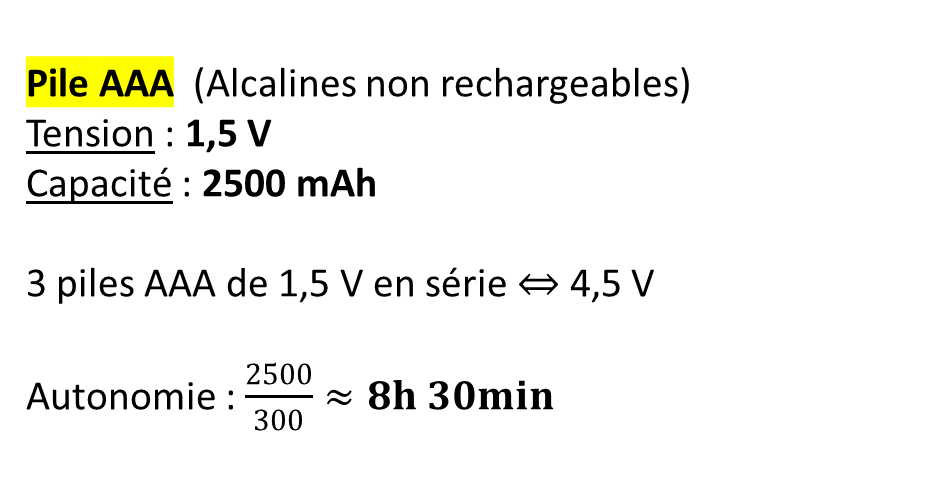 Pile AAA (Alcalines non rechargeables)
Tension : 1,5 V
Capacité : 2500 mAh
3 piles AAA de 1,5 V en série ⇔ 4,5 V
Autonomie : 2500/300 ≈ 8h 30min